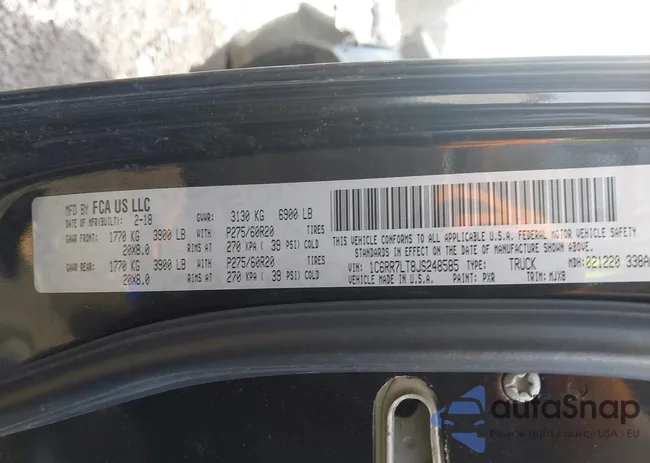 MFD BY FCA US LLC
DATE OF MFR(BUILT): 2-18 GVWR: 3130 KG 6900 LB
GAWR FRONT: 1770 KG 3900 LB WITH P275/60R20
20X8.0 RIMS AT 270 KPA ( 39 PSI) COLD
GAWR REAR: 1770 KG 3900 LB WITH P275/60R20
20X8.0 RIMS AT 270 KPA ( 39 PSI) COLD
THIS VEHICLE CONFORMS TO ALL APPLICABLE U.S.A. FEDERAL MOTOR VEHICLE SAFETY
STANDARDS IN EFFECT ON THE DATE OF MANUFACTURE SHOWN ABOVE.
VIN: 1C6RR7LT8JS248585 TYPE: TRUCK MDH: 021220 338A
VEHICLE MADE IN U.S.A. PAINT: PXR TRIM: MJX8
autoSnap